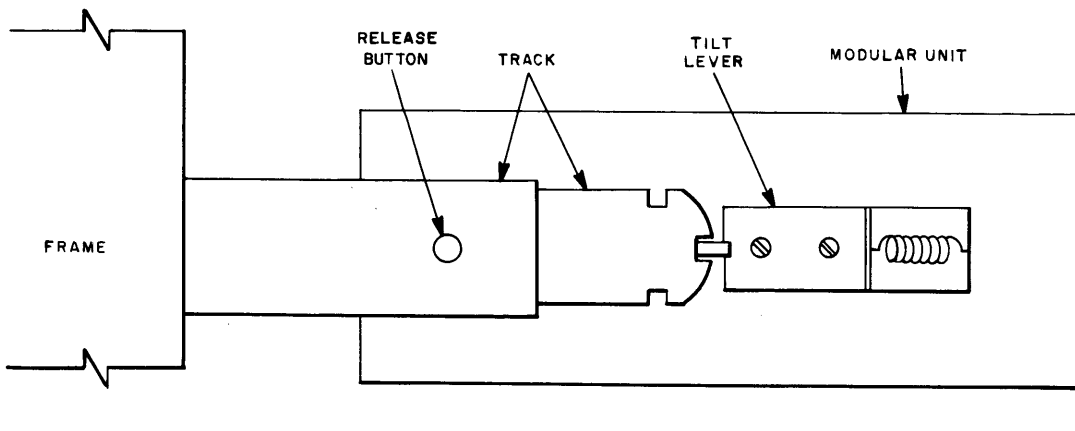 RELEASE
BUTTON
TRACK
TILT
LEVER
MODULAR UNIT
FRAME